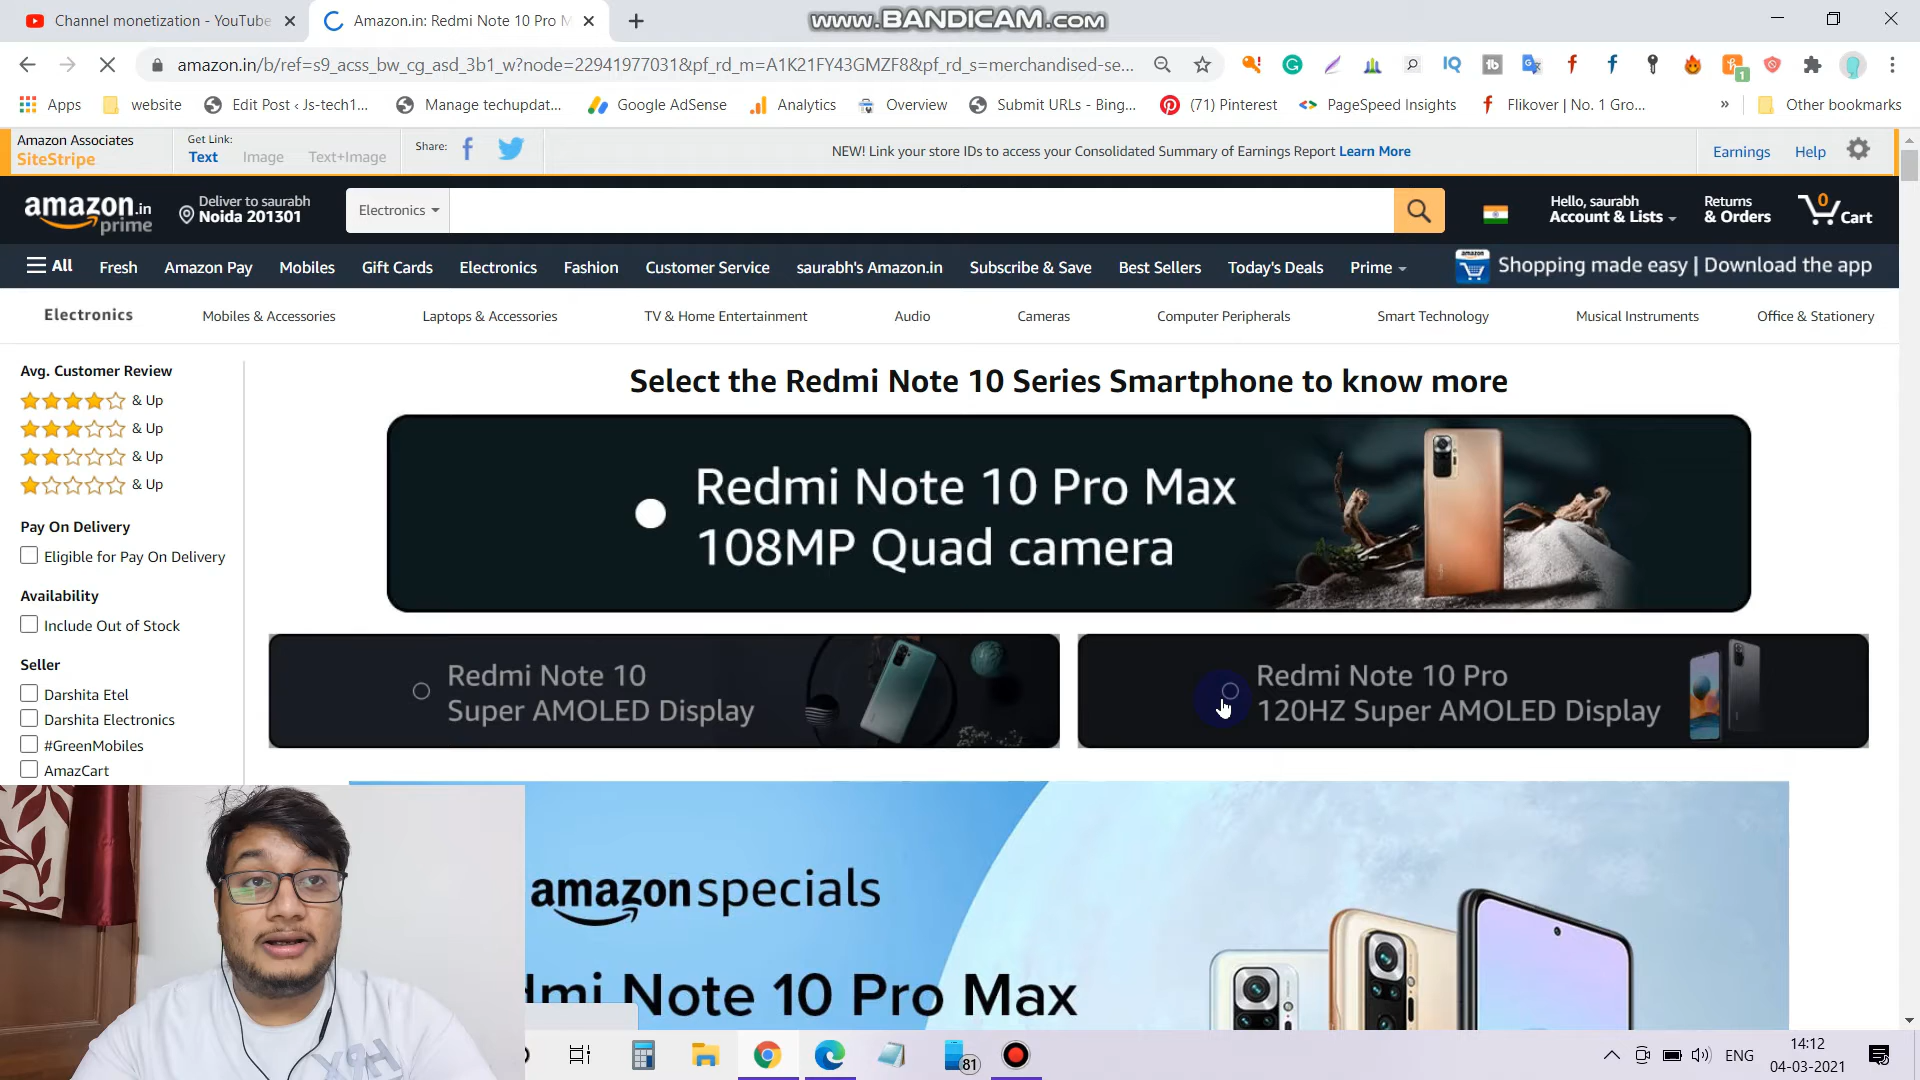 Channel monetization - YouTube
Amazon.in: Redmi Note 10 Pro M
www.BANDICAM.com
amazon.in/b/ref=s9_acss_bw_cg_asd_3b1_w?node=22941977031&pf_rd_m=A1K21FY43GMZF8&pf_rd_s=merchandised-se...
Apps
website
Edit Post ‹ Js-tech1...
Manage techupdat...
Google AdSense
Analytics
Overview
Submit URLs - Bing...
(71) Pinterest
PageSpeed Insights
Flikover | No. 1 Gro...
»
Other bookmarks
Amazon Associates
SiteStripe
Get Link:
Text Image Text+Image
Share:
NEW! Link your store IDs to access your Consolidated Summary of Earnings Report Learn More
Earnings
Help
amazon.in
prime
Deliver to saurabh
Noida 201301
Electronics
Hello, saurabh
Account & Lists
Returns
& Orders
0
Cart
All
Fresh
Amazon Pay
Mobiles
Gift Cards
Electronics
Fashion
Customer Service
saurabh's Amazon.in
Subscribe & Save
Best Sellers
Today's Deals
Prime
amazon
Shopping made easy | Download the app
Electronics
Mobiles & Accessories
Laptops & Accessories
TV & Home Entertainment
Audio
Cameras
Computer Peripherals
Smart Technology
Musical Instruments
Office & Stationery
Avg. Customer Review
& Up
& Up
& Up
& Up
Pay On Delivery
Eligible for Pay On Delivery
Availability
Include Out of Stock
Seller
Darshita Etel
Darshita Electronics
#GreenMobiles
AmazCart
Select the Redmi Note 10 Series Smartphone to know more
Redmi Note 10 Pro Max
108MP Quad camera
Redmi Note 10
Super AMOLED Display
Redmi Note 10 Pro
120HZ Super AMOLED Display
amazon specials
dmi Note 10 Pro Max
HRX
81
ENG
14:12
04-03-2021